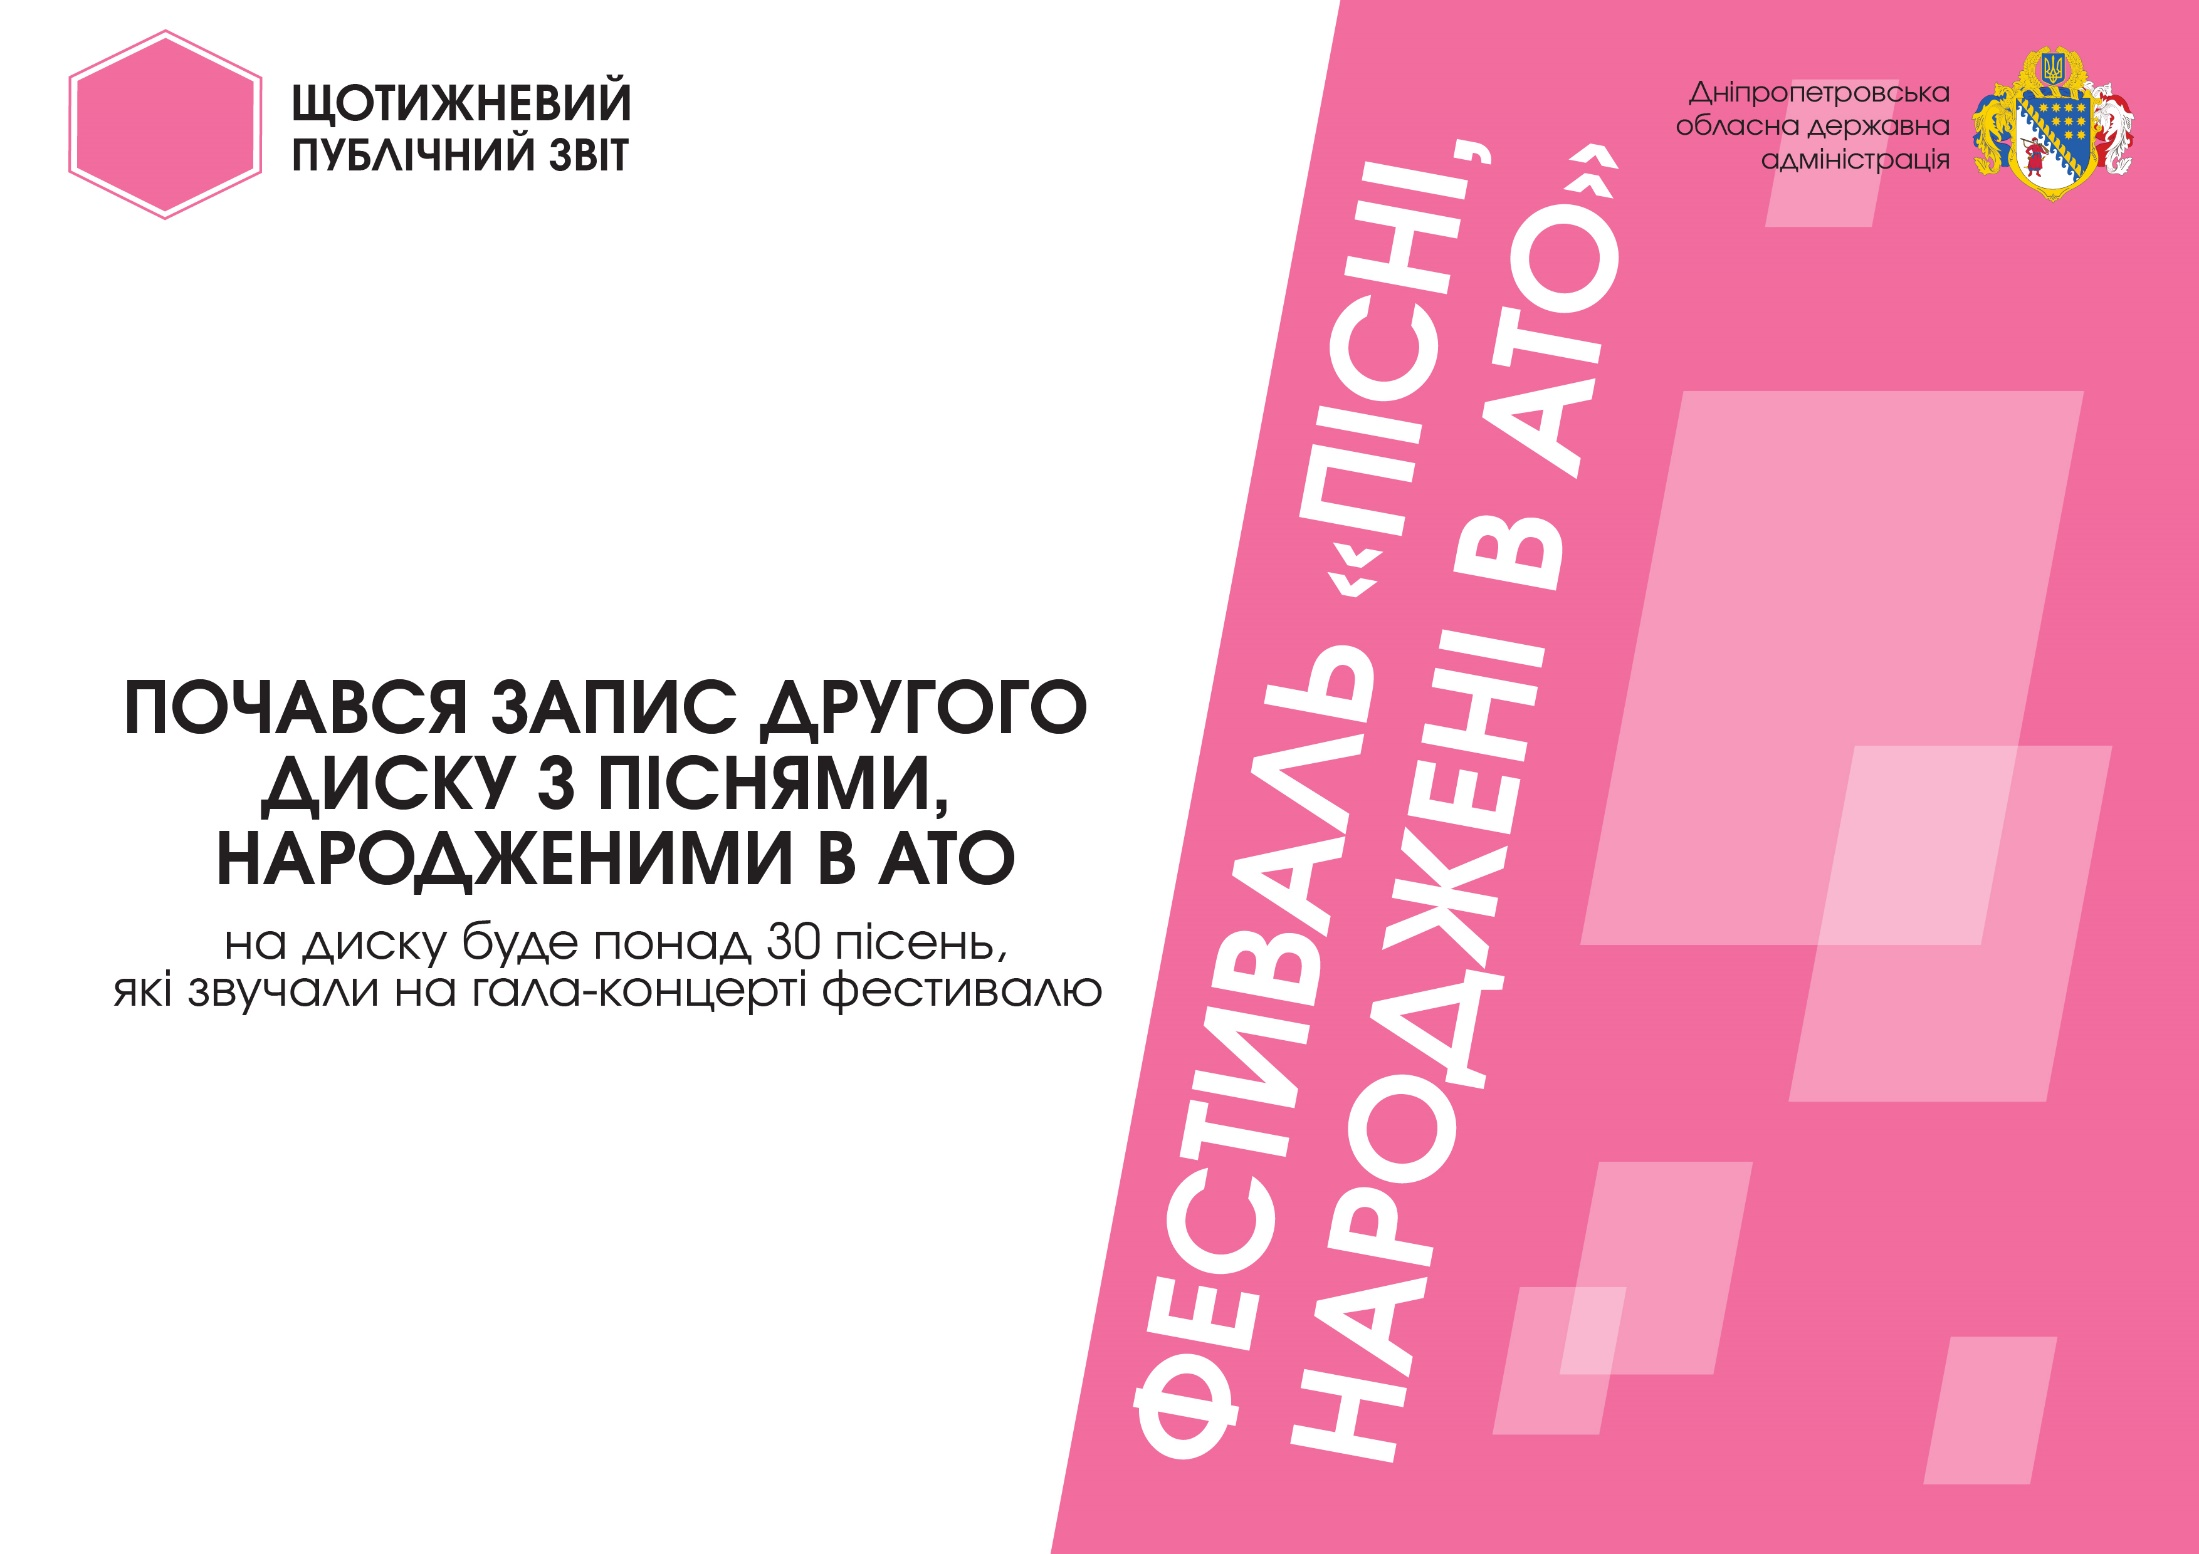 ЩОТИЖНЕВИЙ
ПУБЛІЧНИЙ ЗВІТ
Дніпропетровська
обласна державна
адміністрація
ФЕСТИВАЛЬ «ПІСНІ,
НАРОДЖЕНІ В АТО»
ПОЧАВСЯ ЗАПИС ДРУГОГО
ДИСКУ З ПІСНЯМИ,
НАРОДЖЕНИМИ В АТО
на диску буде понад 30 пісень,
які звучали на гала-концерті фестивалю